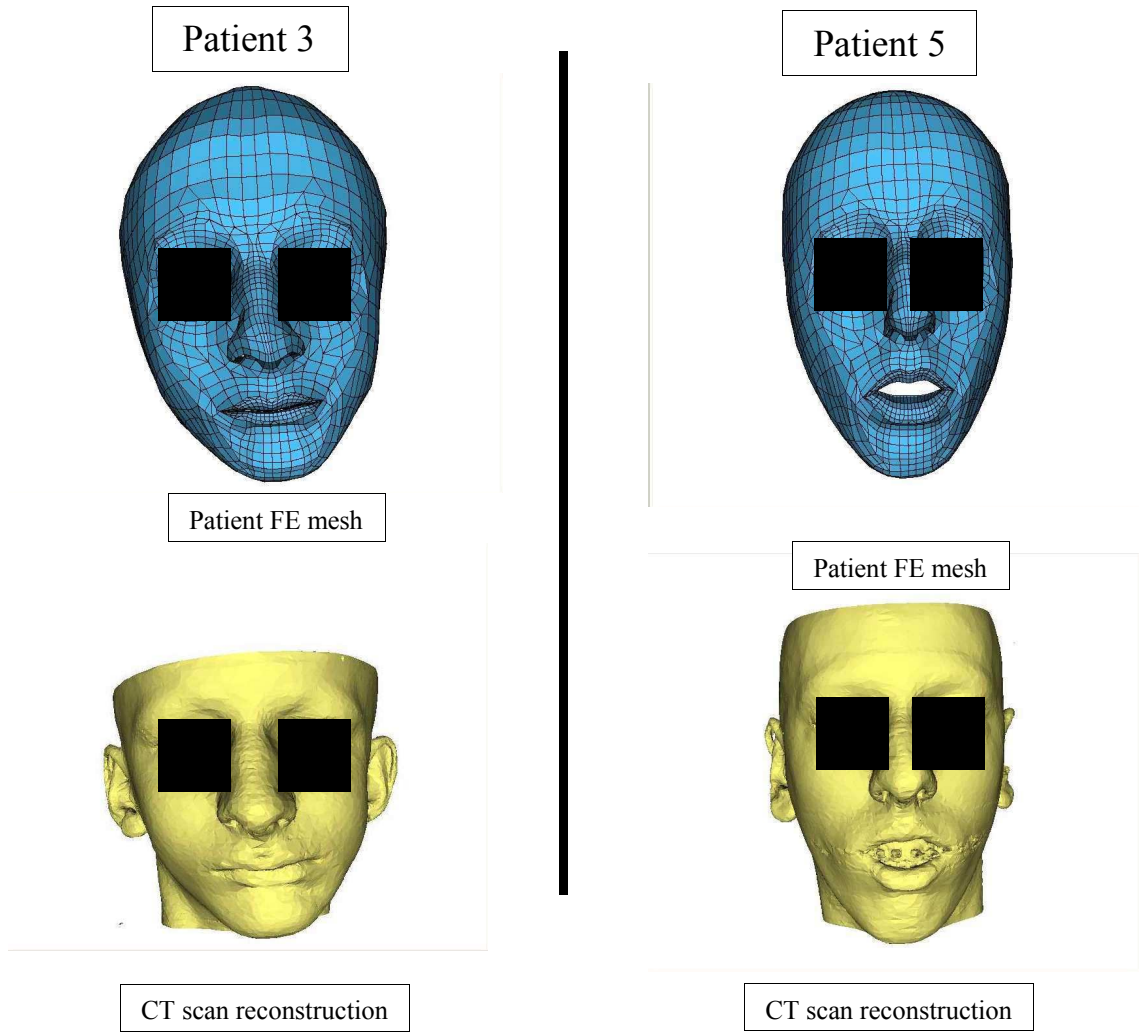 Patient 3
Patient 5
Patient FE mesh
Patient FE mesh
CT scan reconstruction
CT scan reconstruction